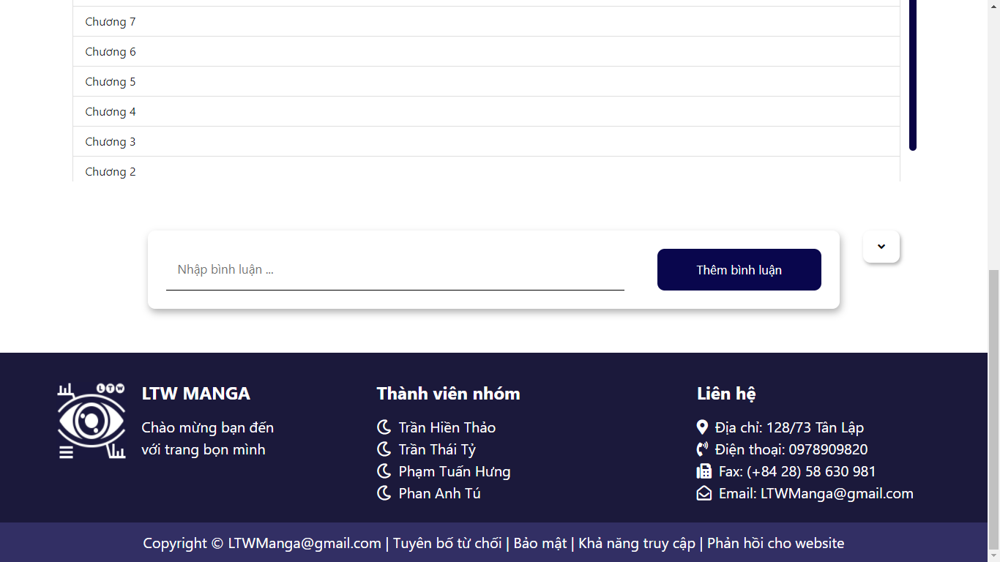 Chương 7
Chương 6
Chương 5
Chương 4
Chương 3
Chương 2
Nhập bình luận ...
Thêm bình luận
LTW
LTW MANGA
Chào mừng bạn đến
với trang bọn mình
Thành viên nhóm
Trần Hiền Thảo
Trần Thái Tỷ
Phạm Tuấn Hưng
Phan Anh Tú
Liên hệ
Địa chỉ: 128/73 Tân Lập
Điện thoại: 0978909820
Fax: (+84 28) 58 630 981
Email: LTWManga@gmail.com
Copyright © LTWManga@gmail.com | Tuyên bố từ chối | Bảo mật | Khả năng truy cập | Phản hồi cho website